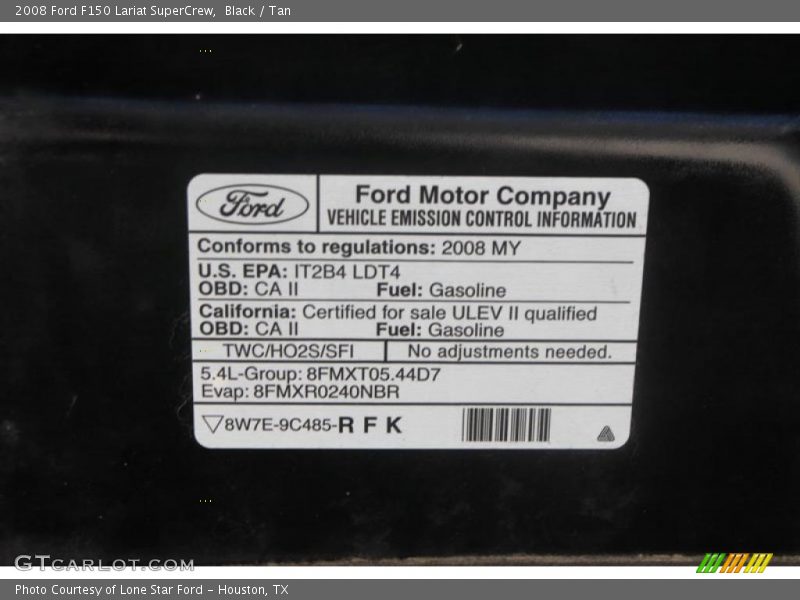 2008 Ford F150 Lariat SuperCrew, Black / Tan
Ford
Ford Motor Company
VEHICLE EMISSION CONTROL INFORMATION
Conforms to regulations: 2008 MY
U.S. EPA: IT2B4 LDT4
OBD: CA II Fuel: Gasoline
California: Certified for sale ULEV II qualified
OBD: CA II Fuel: Gasoline
TWC/HO2S/SFI No adjustments needed.
5.4L-Group: 8FMXT05.44D7
Evap: 8FMXR0240NBR
8W7E-9C485-R F K
GTCARLOT.COM
Photo Courtesy of Lone Star Ford - Houston, TX